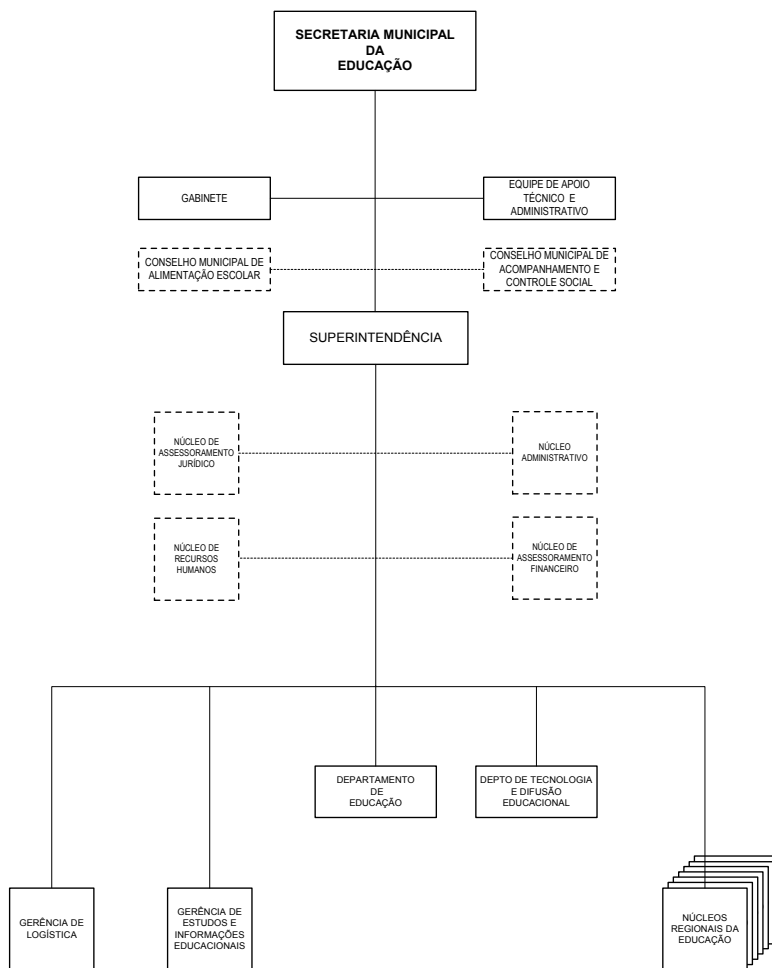 SECRETARIA MUNICIPAL
DA
EDUCAÇÃO
GABINETE
EQUIPE DE APOIO
TÉCNICO E
ADMINISTRATIVO
CONSELHO MUNICIPAL DE
ALIMENTAÇÃO ESCOLAR
CONSELHO MUNICIPAL DE
ACOMPANHAMENTO E
CONTROLE SOCIAL
SUPERINTENDÊNCIA
NÚCLEO DE
ASSESSORAMENTO
JURÍDICO
NÚCLEO
ADMINISTRATIVO
NÚCLEO DE
RECURSOS
HUMANOS
NÚCLEO DE
ASSESSORAMENTO
FINANCEIRO
DEPARTAMENTO
DE
EDUCAÇÃO
DEPTO DE TECNOLOGIA
E DIFUSÃO
EDUCACIONAL
GERÊNCIA DE
LOGÍSTICA
GERÊNCIA DE
ESTUDOS E
INFORMAÇÕES
EDUCACIONAIS
NÚCLEOS
REGIONAIS DA
EDUCAÇÃO